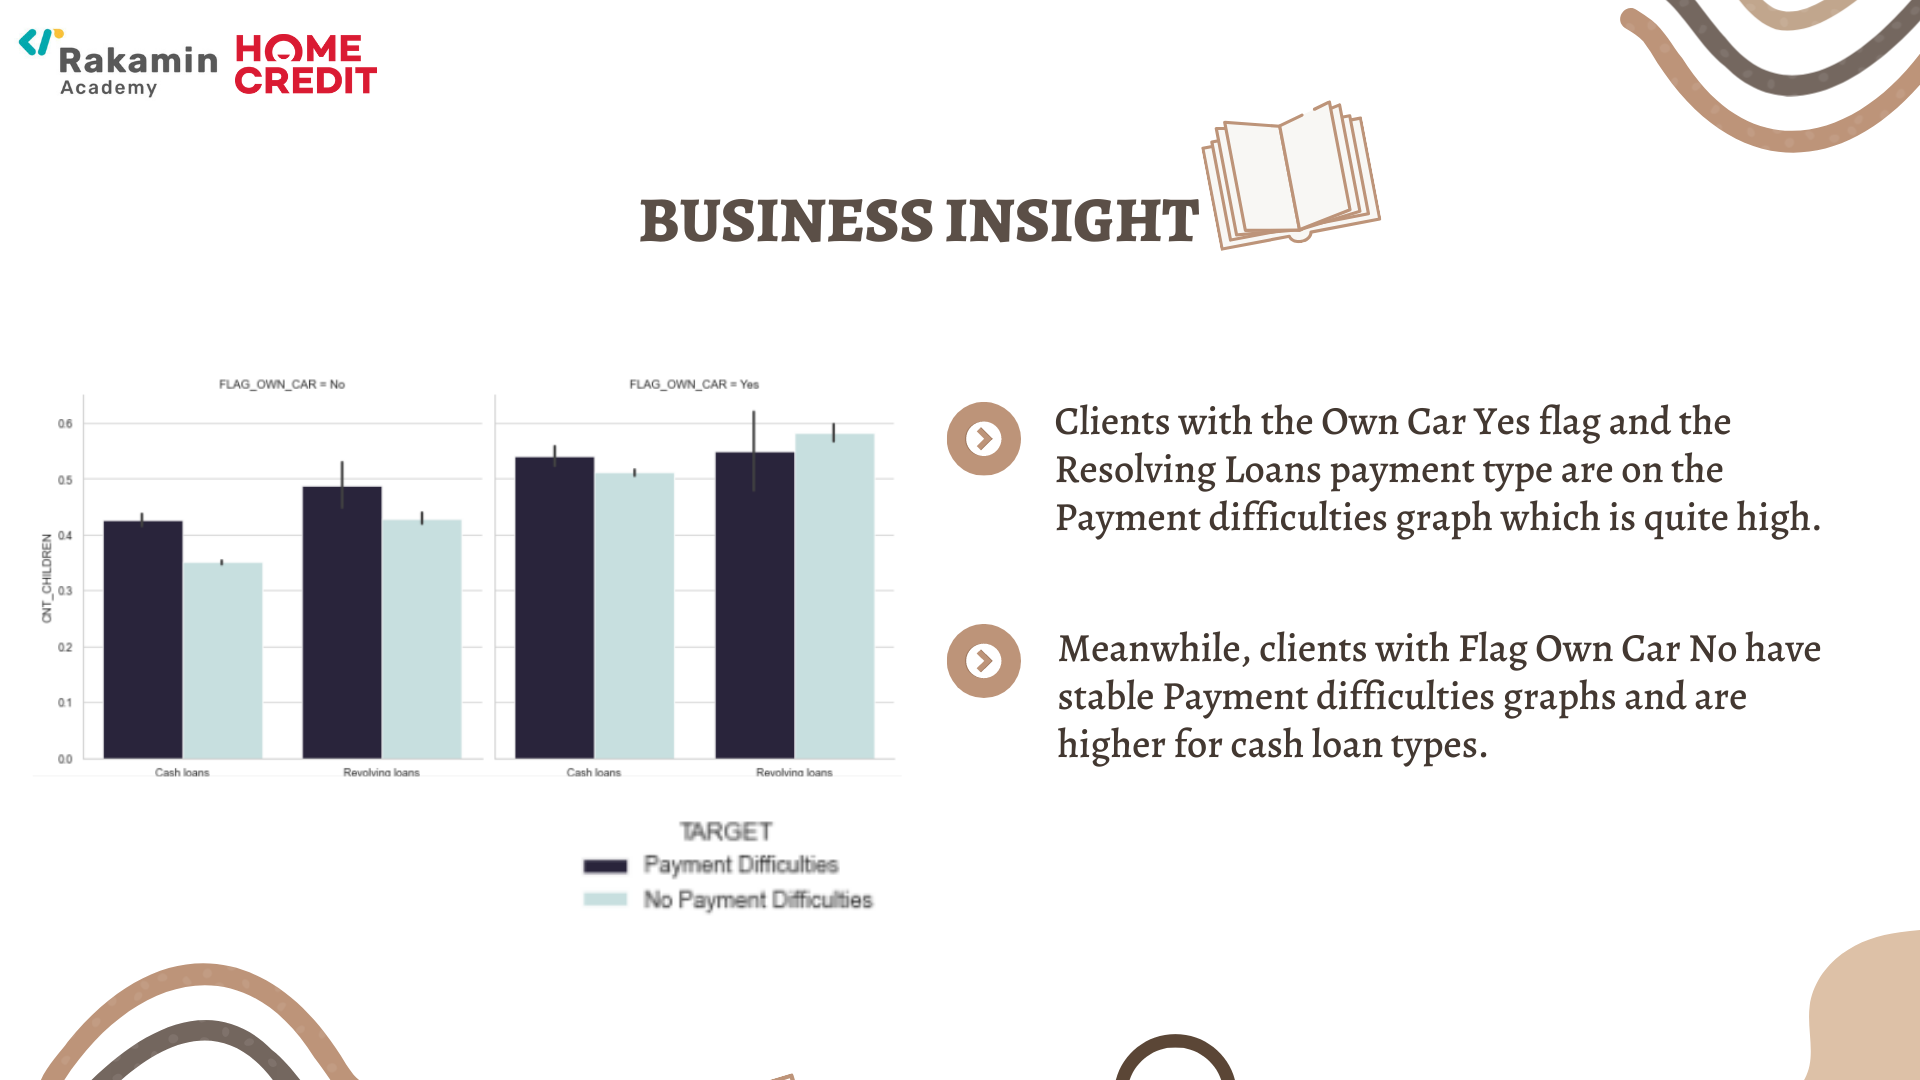 Rakamin
Academy
HOME
CREDIT
BUSINESS INSIGHT
FLAG_OWN_CAR = No
FLAG_OWN_CAR = Yes
CNT_CHILDREN
0.6
0.5
0.4
0.3
0.2
0.1
0.0
Cash loans
Revolving loans
Cash loans
Revolving loans
TARGET
Payment Difficulties
No Payment Difficulties
Clients with the Own Car Yes flag and the
Resolving Loans payment type are on the
Payment difficulties graph which is quite high.
Meanwhile, clients with Flag Own Car No have
stable Payment difficulties graphs and are
higher for cash loan types.